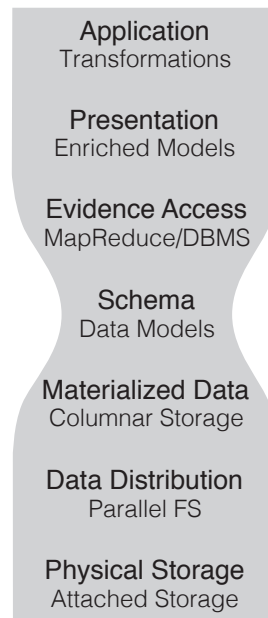 Application
Transformations
Presentation
Enriched Models
Evidence Access
MapReduce/DBMS
Schema
Data Models
Materialized Data
Columnar Storage
Data Distribution
Parallel FS
Physical Storage
Attached Storage